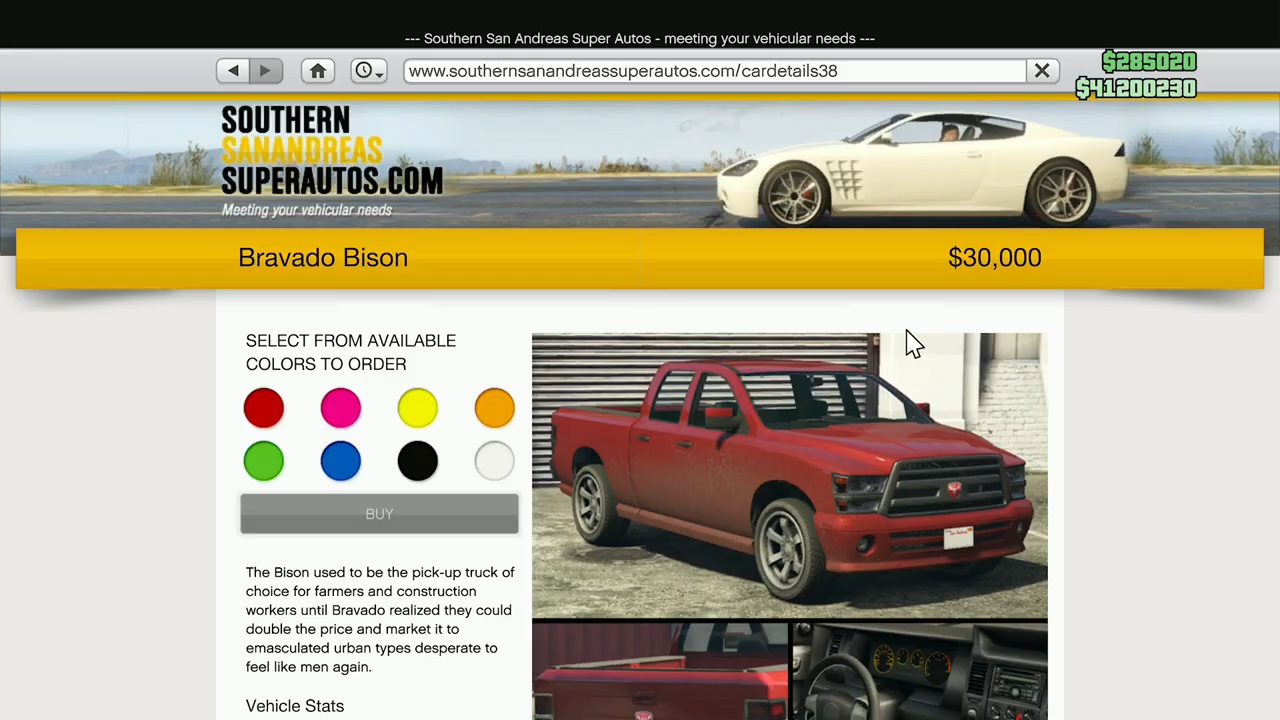 --- Southern San Andreas Super Autos - meeting your vehicular needs ---
www.southernsanandreassuperautos.com/cardetails38
$285020
$41200230
SOUTHERN
SANANDREAS
SUPERAUTOS.COM
Meeting your vehicular needs
Bravado Bison
$30,000
SELECT FROM AVAILABLE
COLORS TO ORDER
BUY
The Bison used to be the pick-up truck of
choice for farmers and construction
workers until Bravado realized they could
double the price and market it to
emasculated urban types desperate to
feel like men again.
Vehicle Stats